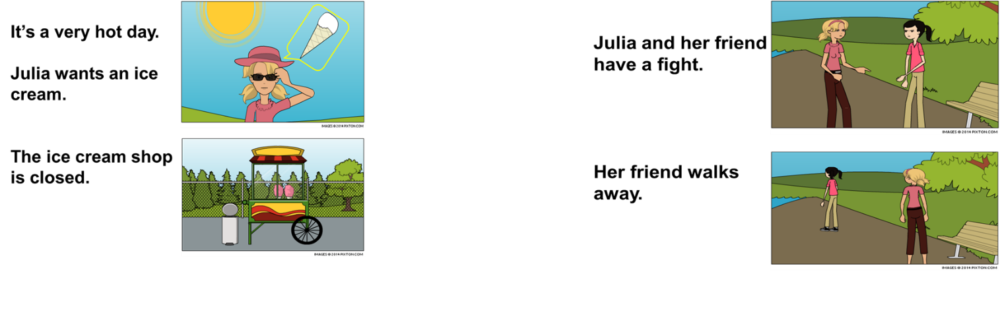 It's a very hot day.
Julia wants an ice
cream.
IMAGES © 2014 PIXTON.COM
The ice cream shop
is closed.
IMAGES © 2014 PIXTON.COM
Julia and her friend
have a fight.
IMAGES © 2014 PIXTON.COM
Her friend walks
away.
IMAGES © 2014 PIXTON.COM